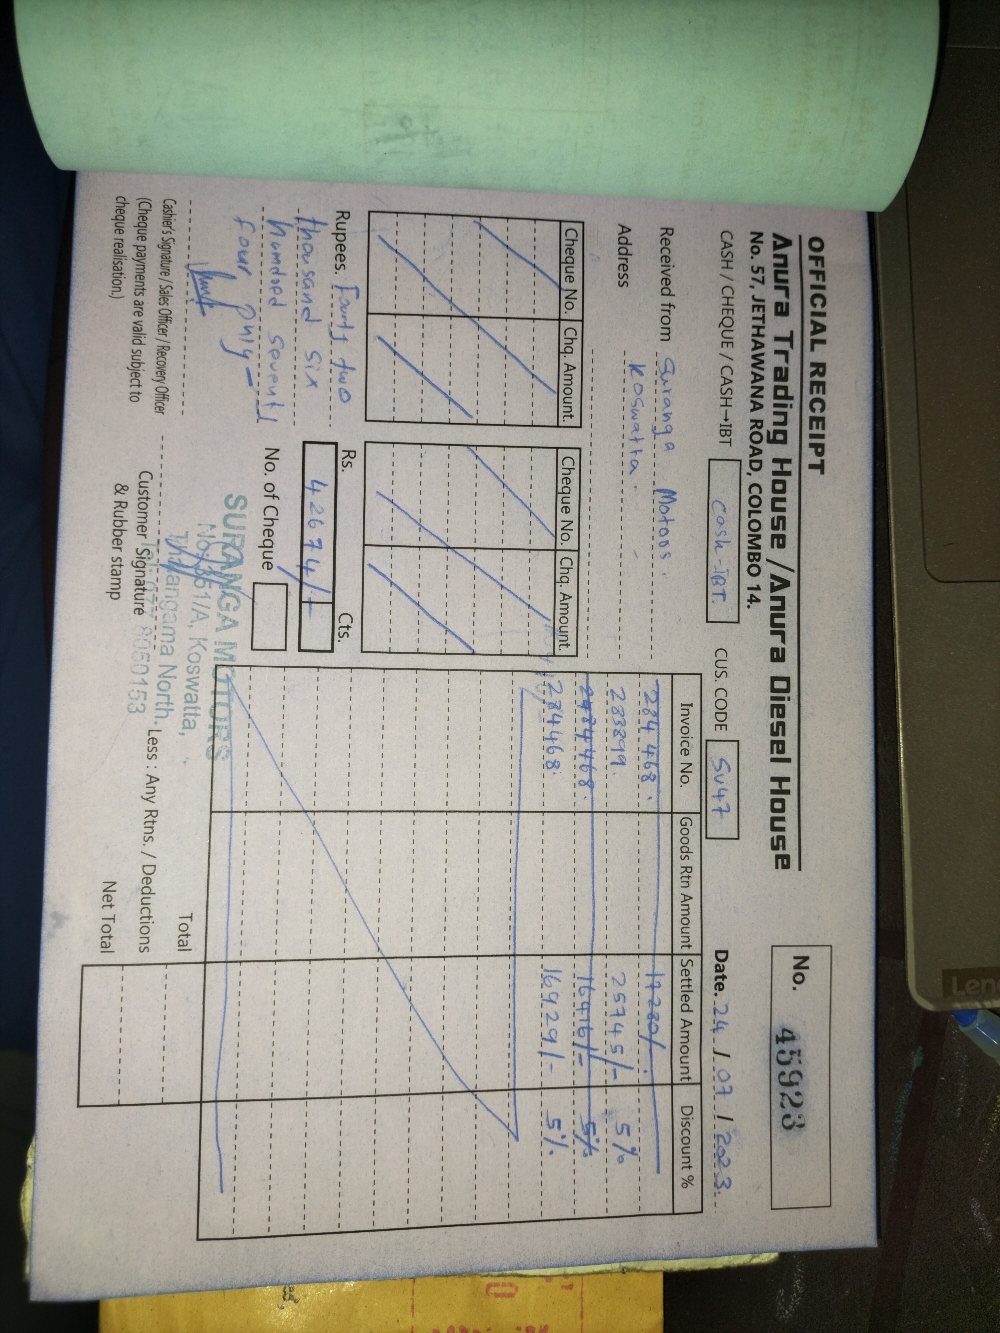 OFFICIAL RECEIPT
Anura Trading House / Anura Diesel House
No. 57, JETHAWANA ROAD, COLOMBO 14.
No. 45923
CASH / CHEQUE / CASH→IBT cash-IBT.
CUS. CODE SU47
Date. 24 / 07 / 2023.
Received from Suranga Motors.
Address Koswatta.
Cheque No. Chq. Amount.
Cheque No. Chq. Amount.
Invoice No. Goods Rtn Amount Settled Amount Discount %
284468.
283899. 25745/- 5%
284468. 16916/- 5%
284468. 16929/- 5%
Rupees. Fourty two
thousand six
hundred seventy
four only -
Rs. Cts.
42674/-
No. of Cheque
Cashier's Signature / Sales Officer / Recovery Officer
(Cheque payments are valid subject to
cheque realisation.)
SURANGA MOTORS
No. 361/A, Koswatta,
Thalangama North.
Customer Signature
& Rubber stamp
Total
Less : Any Rtns. / Deductions
Net Total